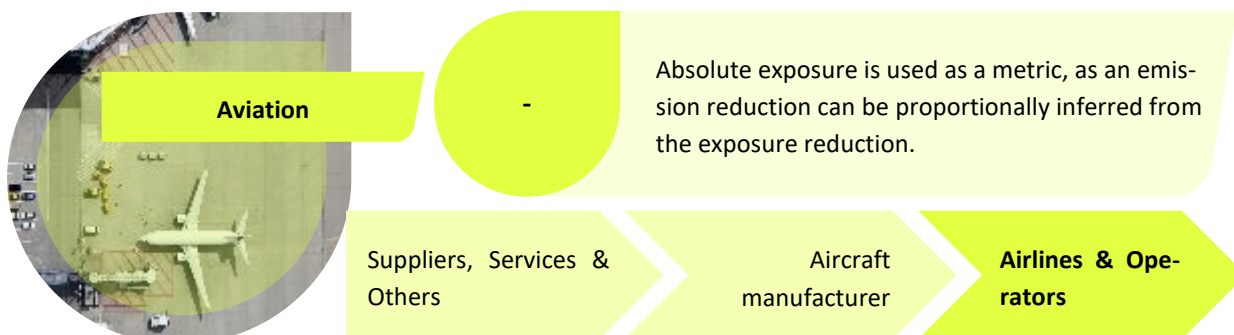 Aviation
-
Absolute exposure is used as a metric, as an emis-
sion reduction can be proportionally inferred from
the exposure reduction.
Suppliers, Services &
Others
Aircraft
manufacturer
Airlines & Ope-
rators